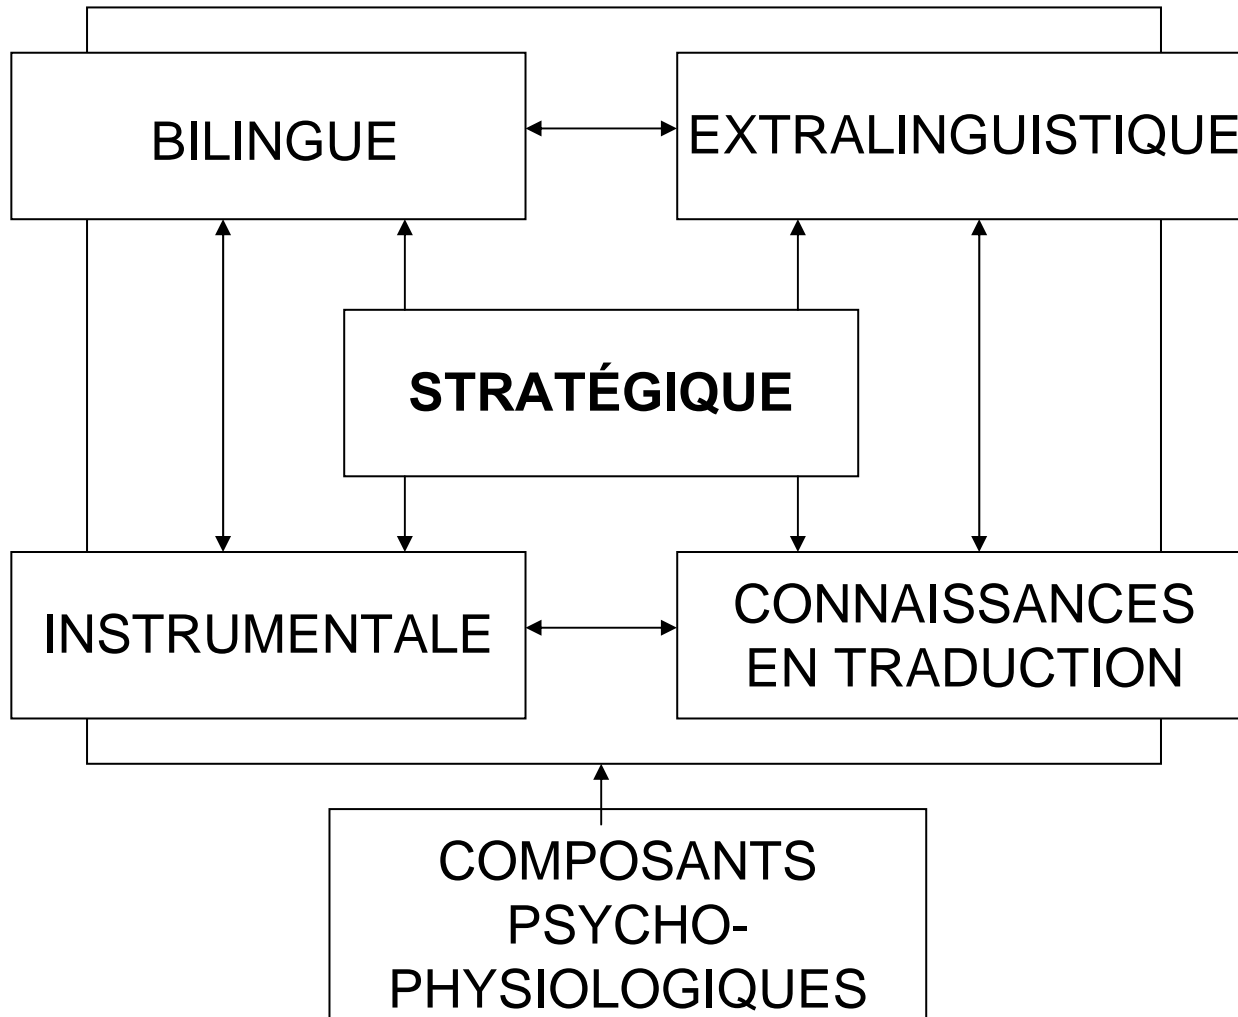 BILINGUE
EXTRALINGUISTIQUE
STRATÉGIQUE
INSTRUMENTALE
CONNAISSANCES
EN TRADUCTION
COMPOSANTS
PSYCHO-
PHYSIOLOGIQUES